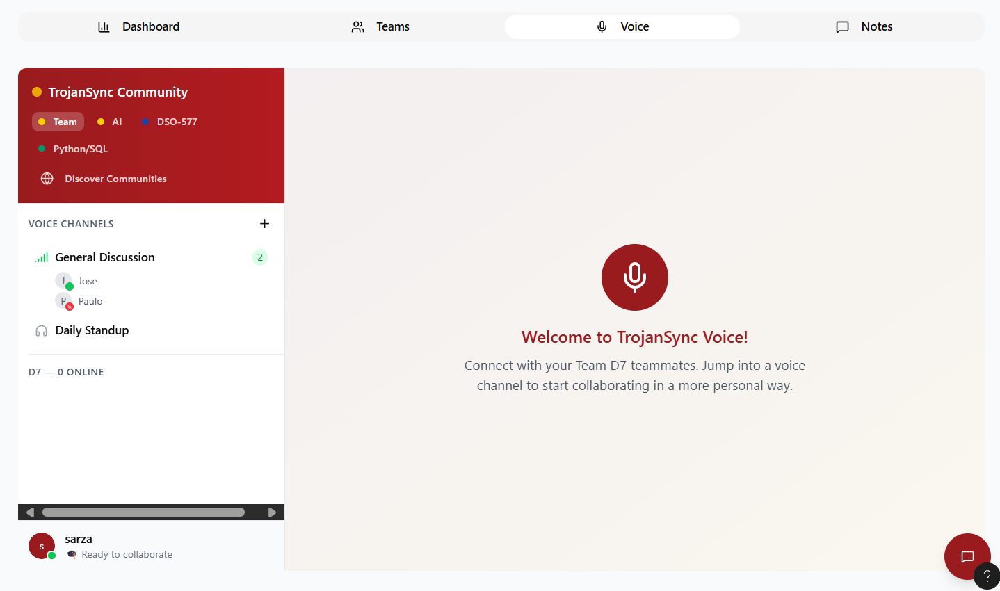 Dashboard
Teams
Voice
Notes
TrojanSync Community
Team
AI
DSO-577
Python/SQL
Discover Communities
VOICE CHANNELS
General Discussion
2
J
Jose
P
Paulo
Daily Standup
D7 — 0 ONLINE
s
sarza
Ready to collaborate
Welcome to TrojanSync Voice!
Connect with your Team D7 teammates. Jump into a voice
channel to start collaborating in a more personal way.
?